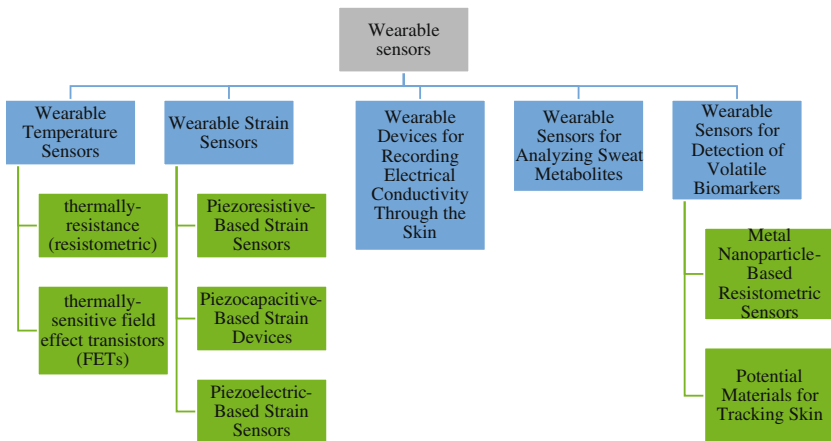 Wearable
sensors
Wearable
Temperature
Sensors
thermally-
resistance
(resistometric)
thermally-
sensitive field
effect transistors
(FETs)
Wearable Strain
Sensors
Piezoresistive-
Based Strain
Sensors
Piezocapacitive-
Based Strain
Devices
Piezoelectric-
Based Strain
Sensors
Wearable
Devices for
Recording
Electrical
Conductivity
Through the
Skin
Wearable
Sensors for
Analyzing Sweat
Metabolites
Wearable
Sensors for
Detection of
Volatile
Biomarkers
Metal
Nanoparticle-
Based
Resistometric
Sensors
Potential
Materials for
Tracking Skin